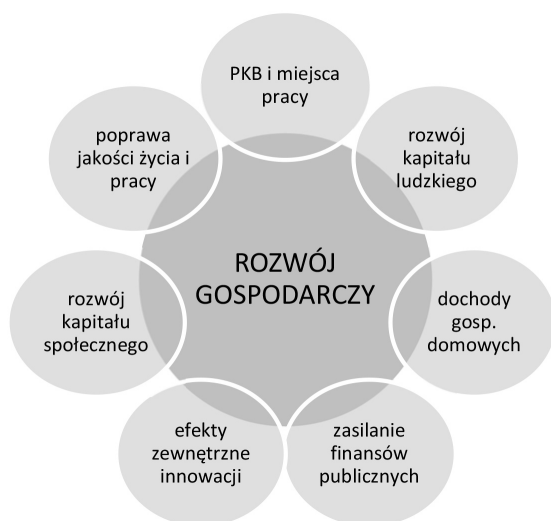 PKB i miejsca
pracy
rozwój
kapitału
ludzkiego
dochody
gosp.
domowych
zasilanie
finansów
publicznych
efekty
zewnętrzne
innowacji
rozwój
kapitału
społecznego
poprawa
jakości życia i
pracy
ROZWÓJ
GOSPODARCZY